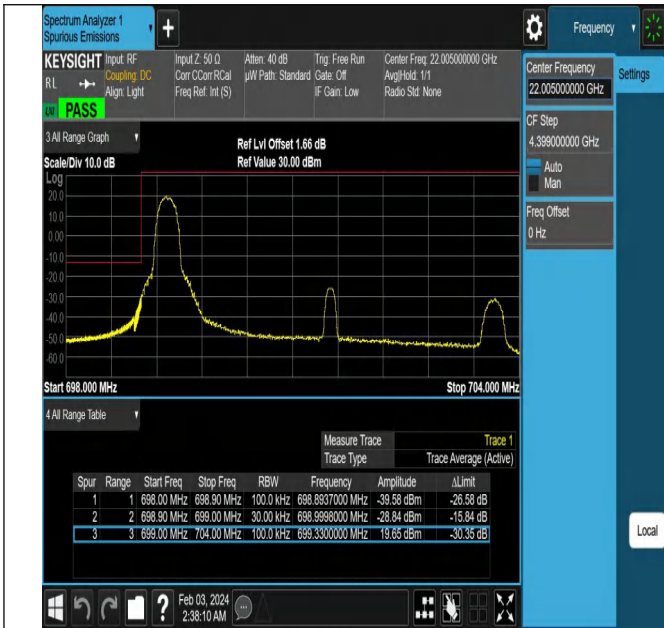 Spectrum Analyzer 1
Spurious Emissions
Frequency
KEYSIGHT
RL
PASS
Input: RF
Coupling: DC
Align: Light
Input Z: 50 Ω
Corr CCorr RCal
Freq Ref: Int (S)
Atten: 40 dB
µW Path: Standard
Trig: Free Run
Gate: Off
IF Gain: Low
Center Freq: 22.005000000 GHz
Avg|Hold: 1/1
Radio Std: None
Center Frequency
22.005000000 GHz
Settings
CF Step
4.399000000 GHz
Auto
Man
Freq Offset
0 Hz
3 All Range Graph
Scale/Div 10.0 dB
Ref Lvl Offset 1.66 dB
Ref Value 30.00 dBm
Log
20.0
10.0
0.00
-10.0
-20.0
-30.0
-40.0
-50.0
-60.0
Start 698.000 MHz
Stop 704.000 MHz
4 All Range Table
Measure Trace Trace 1
Trace Type Trace Average (Active)
Spur Range Start Freq Stop Freq RBW Frequency Amplitude ΔLimit
1 1 698.00 MHz 698.90 MHz 100.0 kHz 698.8937000 MHz -39.58 dBm -26.58 dB
2 2 698.90 MHz 699.00 MHz 30.00 kHz 698.9998000 MHz -28.84 dBm -15.84 dB
3 3 699.00 MHz 704.00 MHz 100.0 kHz 699.3300000 MHz 19.65 dBm -30.35 dB
Local
Feb 03, 2024
2:38:10 AM